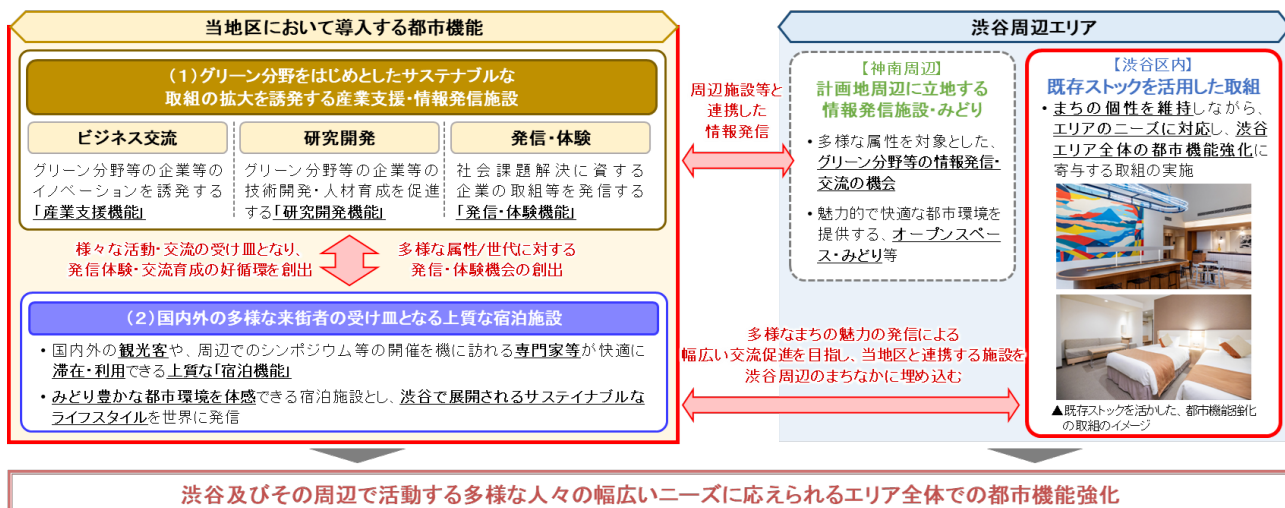 当地区において導入する都市機能
(1)グリーン分野をはじめとしたサステナブルな
取組の拡大を誘発する産業支援・情報発信施設
ビジネス交流
グリーン分野等の企業等の
イノベーションを誘発する
「産業支援機能」
研究開発
グリーン分野等の企業等の
技術開発・人材育成を促進
する「研究開発機能」
発信・体験
社会課題解決に資する
企業の取組等を発信する
「発信・体験機能」
様々な活動・交流の受け皿となり、
発信体験・交流育成の好循環を創出
多様な属性/世代に対する
発信・体験機会の創出
(2)国内外の多様な来街者の受け皿となる上質な宿泊施設
・国内外の観光客や、周辺でのシンポジウム等の開催を機に訪れる専門家等が快適に
滞在・利用できる上質な「宿泊機能」
・みどり豊かな都市環境を体感できる宿泊施設とし、渋谷で展開されるサステイナブルな
ライフスタイルを世界に発信
周辺施設等と
連携した
情報発信
多様なまちの魅力の発信による
幅広い交流促進を目指し、当地区と連携する施設を
渋谷周辺のまちなかに埋め込む
渋谷周辺エリア
【神南周辺】
計画地周辺に立地する
情報発信施設・みどり
・多様な属性を対象とした、
グリーン分野等の情報発信・
交流の機会
・魅力的で快適な都市環境を
提供する、オープンスペー
ス・みどり等
【渋谷区内】
既存ストックを活用した取組
・まちの個性を維持しながら、
エリアのニーズに対応し、渋谷
エリア全体の都市機能強化に
寄与する取組の実施
▲既存ストックを活かした、都市機能強化
の取組のイメージ
渋谷及びその周辺で活動する多様な人々の幅広いニーズに応えられるエリア全体での都市機能強化